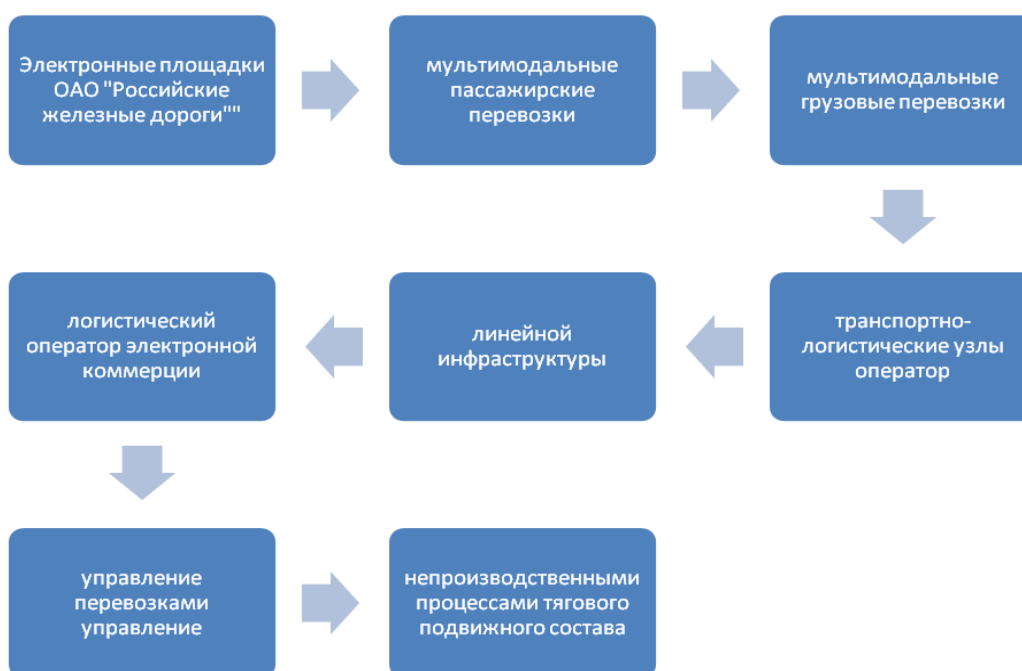 Электронные площадки
ОАО "Российские
железные дороги""
мультимодальные
пассажирские
перевозки
мультимодальные
грузовые перевозки
транспортно-
логистические узлы
оператор
линейной
инфраструктуры
логистический
оператор электронной
коммерции
управление
перевозками
управление
непроизводственными
процессами тягового
подвижного состава